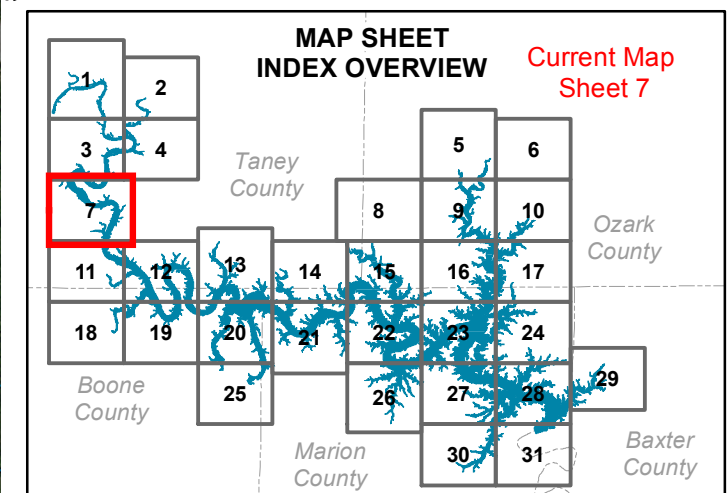 MAP SHEET
INDEX OVERVIEW
Current Map
Sheet 7
1
2
3
4
5
6
Taney
County
7
8
9
10
Ozark
County
11
12
13
14
15
16
17
18
19
20
21
22
23
24
Boone
County
25
26
27
28
29
Marion
County
30
31
Baxter
County